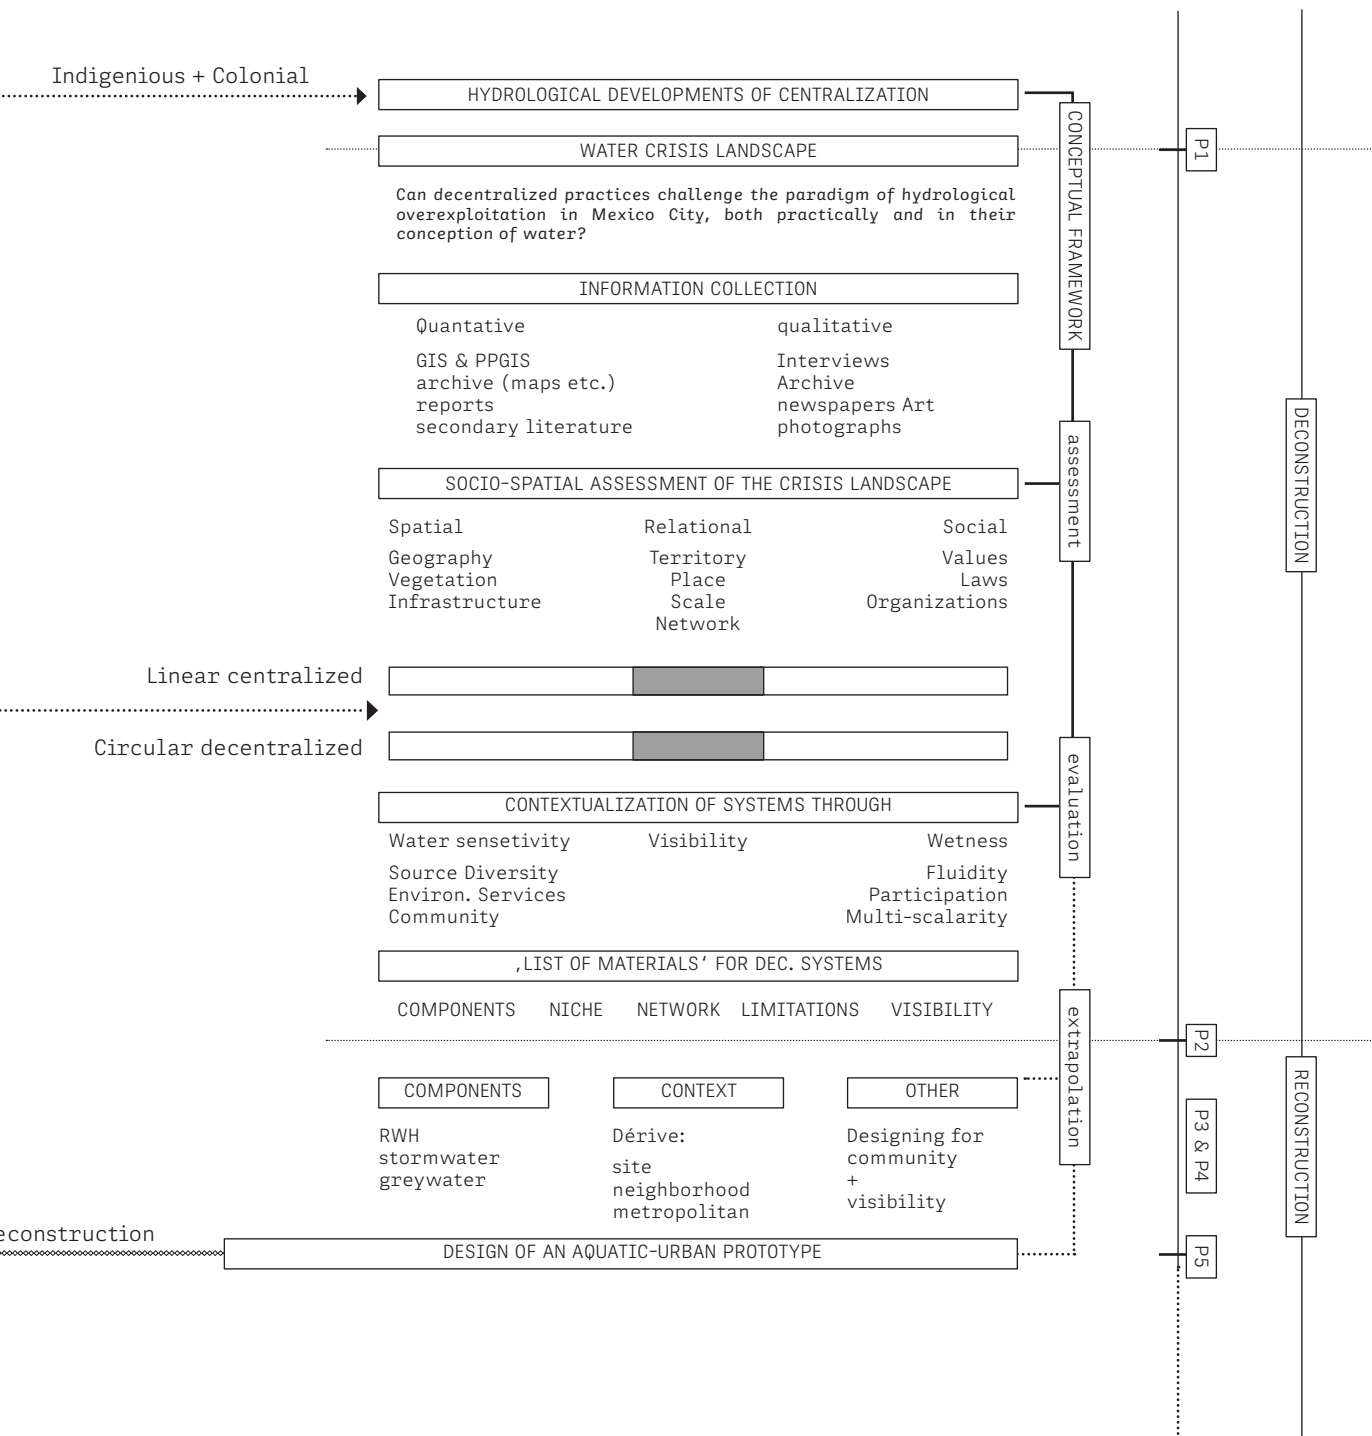 Indigenious + Colonial
HYDROLOGICAL DEVELOPMENTS OF CENTRALIZATION
WATER CRISIS LANDSCAPE
P1
CONCEPTUAL FRAMEWORK
Can decentralized practices challenge the paradigm of hydrological
overexploitation in Mexico City, both practically and in their
conception of water?
INFORMATION COLLECTION
Quantative
qualitative
GIS & PPGIS
archive (maps etc.)
reports
secondary literature
Interviews
Archive
newspapers Art
photographs
DECONSTRUCTION
assessment
SOCIO-SPATIAL ASSESSMENT OF THE CRISIS LANDSCAPE
Spatial
Geography
Vegetation
Infrastructure
Relational
Territory
Place
Scale
Network
Social
Values
Laws
Organizations
Linear centralized
Circular decentralized
evaluation
CONTEXTUALIZATION OF SYSTEMS THROUGH
Water sensetivity
Source Diversity
Environ. Services
Community
Visibility
Wetness
Fluidity
Participation
Multi-scalarity
‚LIST OF MATERIALS‘ FOR DEC. SYSTEMS
COMPONENTS NICHE NETWORK LIMITATIONS VISIBILITY
extrapolation
P2
COMPONENTS
RWH
stormwater
greywater
CONTEXT
Dérive:
site
neighborhood
metropolitan
OTHER
Designing for
community
+
visibility
P3 & P4
RECONSTRUCTION
econstruction
DESIGN OF AN AQUATIC-URBAN PROTOTYPE
P5